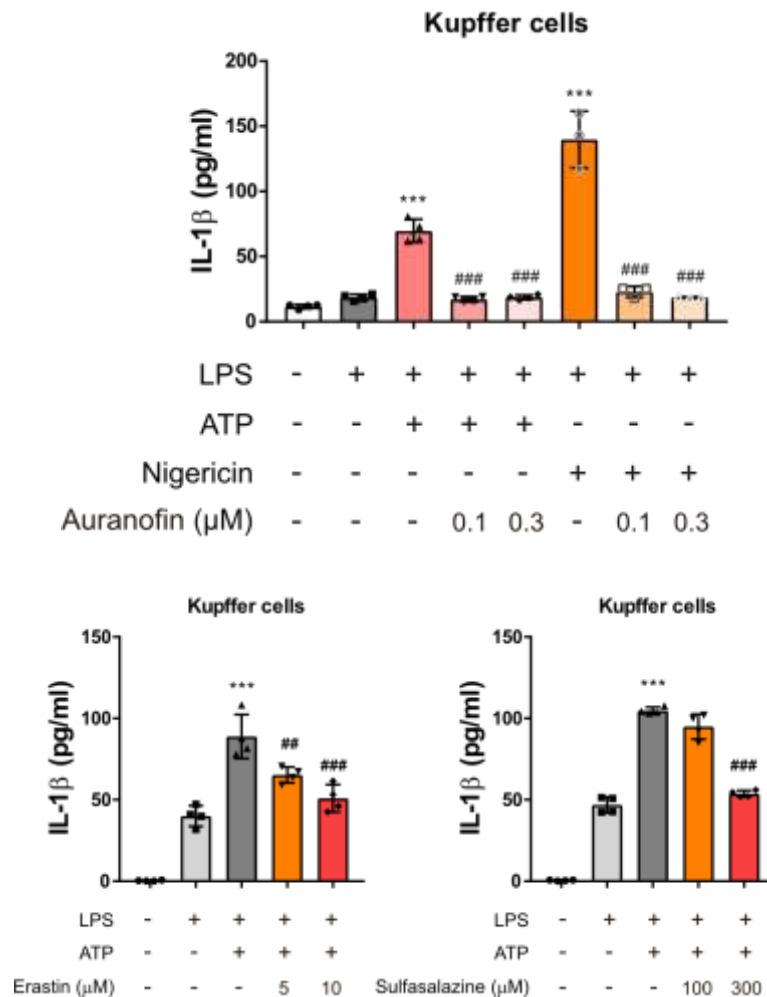 Kupffer cells
IL-1β (pg/ml)
200
150
100
50
0
***
### ###
***
### ###
LPS - + + + + + + +
ATP - - + + + - - -
Nigericin - - - - - + + +
Auranofin (μM) - - - 0.1 0.3 - 0.1 0.3
Kupffer cells
IL-1β (pg/ml)
150
100
50
0
***
##
###
LPS - + + + +
ATP - - + + +
Erastin (μM) - - - 5 10
Kupffer cells
IL-1β (pg/ml)
150
100
50
0
***
###
LPS - + + + +
ATP - - + + +
Sulfasalazine (μM) - - - 100 300